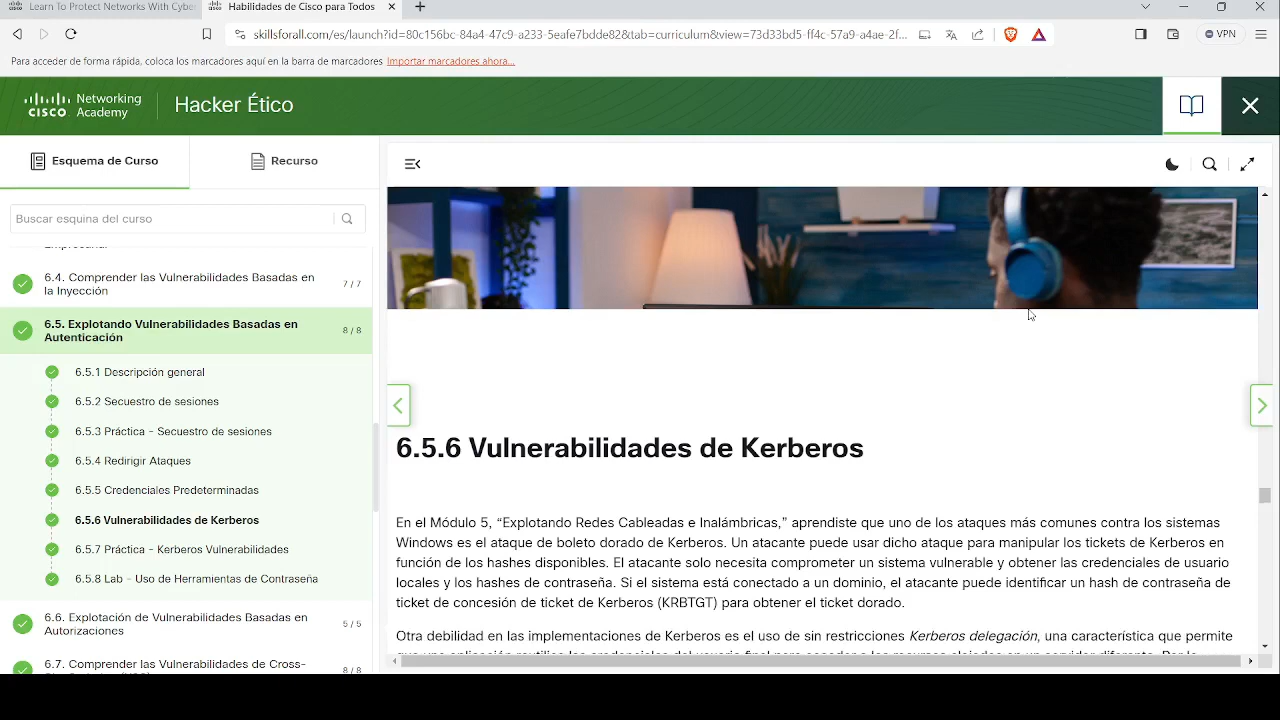 Learn To Protect Networks With Cybe
Habilidades de Cisco para Todos
skillsforall.com/es/launch?id=80c156bc-84a4-47c9-a233-5eafe7bdde82&tab=curriculum&view=73d33bd5-ff4c-57a9-a4ae-2f...
VPN
Para acceder de forma rápida, coloca los marcadores aquí en la barra de marcadores Importar marcadores ahora...
CISCO Networking Academy
Hacker Ético
Esquema de Curso
Recurso
Buscar esquina del curso
6.4. Comprender las Vulnerabilidades Basadas en
la Inyección
7 / 7
6.5. Explotando Vulnerabilidades Basadas en
Autenticación
8 / 8
6.5.1 Descripción general
6.5.2 Secuestro de sesiones
6.5.3 Práctica - Secuestro de sesiones
6.5.4 Redirigir Ataques
6.5.5 Credenciales Predeterminadas
6.5.6 Vulnerabilidades de Kerberos
6.5.7 Práctica - Kerberos Vulnerabilidades
6.5.8 Lab - Uso de Herramientas de Contraseña
6.6. Explotación de Vulnerabilidades Basadas en
Autorizaciones
5 / 5
6.7. Comprender las Vulnerabilidades de Cross-
8 / 8
6.5.6 Vulnerabilidades de Kerberos
En el Módulo 5, “Explotando Redes Cableadas e Inalámbricas,” aprendiste que uno de los ataques más comunes contra los sistemas
Windows es el ataque de boleto dorado de Kerberos. Un atacante puede usar dicho ataque para manipular los tickets de Kerberos en
función de los hashes disponibles. El atacante solo necesita comprometer un sistema vulnerable y obtener las credenciales de usuario
locales y los hashes de contraseña. Si el sistema está conectado a un dominio, el atacante puede identificar un hash de contraseña de
ticket de concesión de ticket de Kerberos (KRBTGT) para obtener el ticket dorado.
Otra debilidad en las implementaciones de Kerberos es el uso de sin restricciones Kerberos delegación, una característica que permite